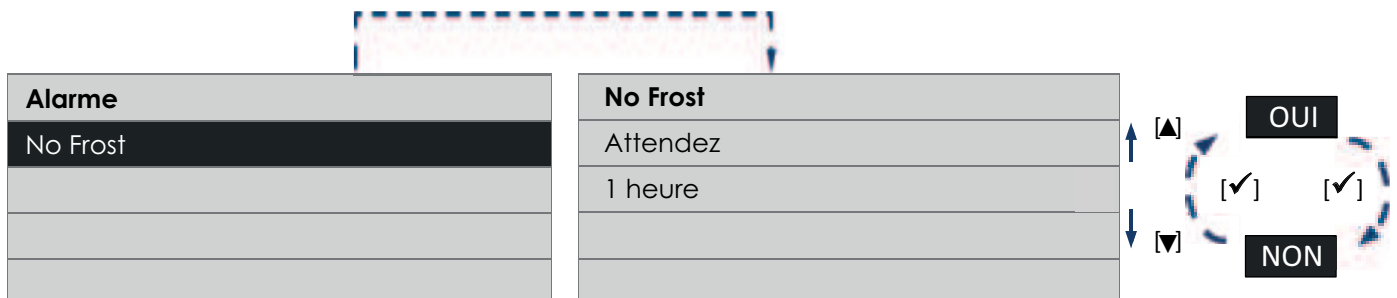 Alarme
No Frost
No Frost
Attendez
1 heure
[▲]
[▼]
OUI
[✓] [✓]
NON